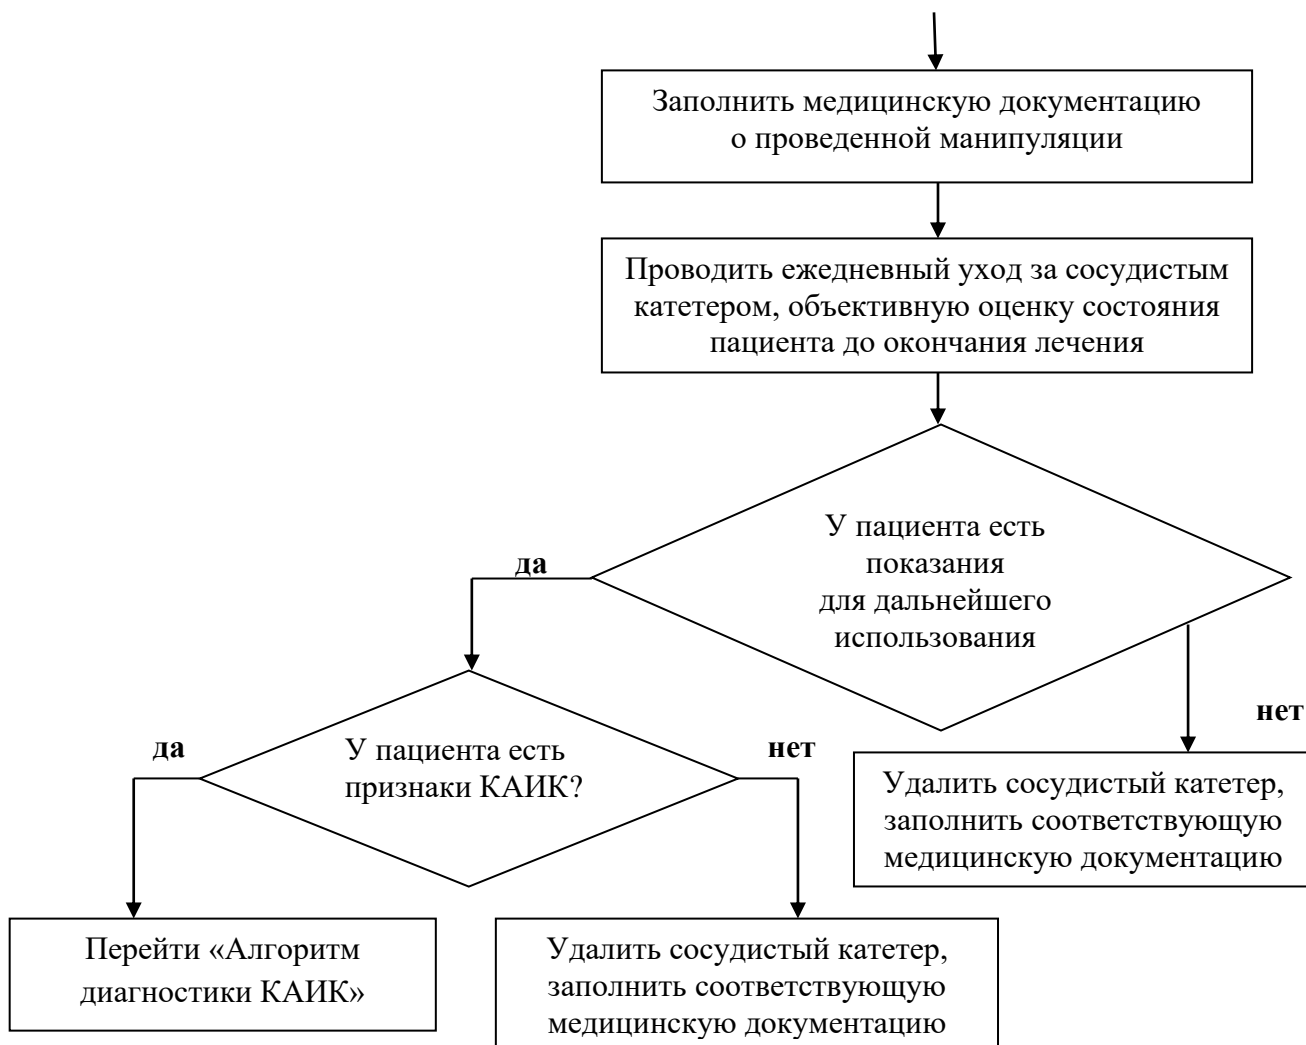 Заполнить медицинскую документацию
о проведенной манипуляции
Проводить ежедневный уход за сосудистым
катетером, объективную оценку состояния
пациента до окончания лечения
У пациента есть
показания
для дальнейшего
использования
да
нет
У пациента есть
признаки КАИК?
да
нет
Удалить сосудистый катетер,
заполнить соответствующую
медицинскую документацию
Перейти «Алгоритм
диагностики КАИК»
Удалить сосудистый катетер,
заполнить соответствующую
медицинскую документацию